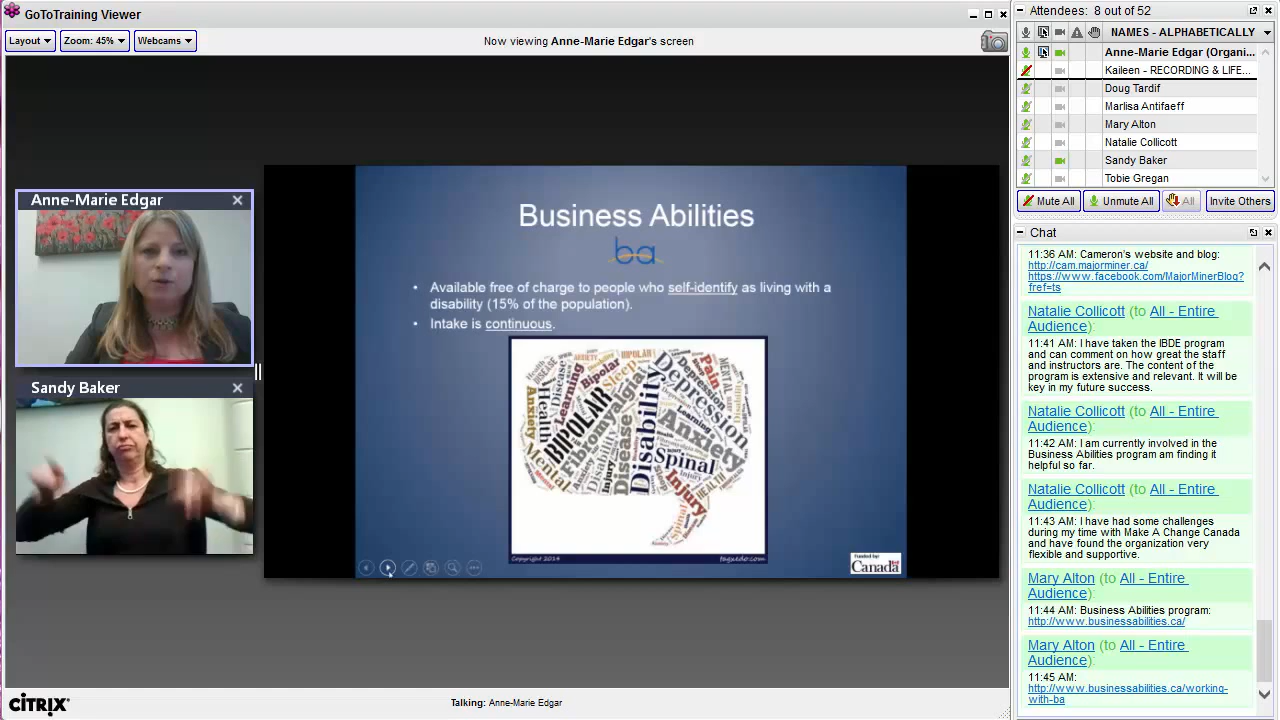 GoToTraining Viewer
Layout
Zoom: 45%
Webcams
Now viewing Anne-Marie Edgar's screen
Anne-Marie Edgar
Sandy Baker
Business Abilities
ba
• Available free of charge to people who self-identify as living with a
disability (15% of the population).
• Intake is continuous.
Disability
Depression
Anxiety
Spinal
Injury
Pain
BIPOLAR
Bipolar
Fibromyalgia
Disease
Learning
Health
Anxiety
Mental
Sleep
HEALTH
Copyright 2014
tagxedo.com
Funded by:
Canada
CİTRIX
Talking: Anne-Marie Edgar
Attendees: 8 out of 52
NAMES - ALPHABETICALLY
Anne-Marie Edgar (Organi...
Kaileen - RECORDING & LIFE...
Doug Tardif
Marlisa Antifaeff
Mary Alton
Natalie Collicott
Sandy Baker
Tobie Gregan
Mute All
Unmute All
All
Invite Others
Chat
11:36 AM: Cameron's website and blog:
http://cam.majorminer.ca/
https://www.facebook.com/MajorMinerBlog?
fref=ts
Natalie Collicott (to All - Entire
Audience):
11:41 AM: I have taken the IBDE program
and can comment on how great the staff
and instructors are. The content of the
program is extensive and relevant. It will be
key in my future success.
Natalie Collicott (to All - Entire
Audience):
11:42 AM: I am currently involved in the
Business Abilities program am finding it
helpful so far.
Natalie Collicott (to All - Entire
Audience):
11:43 AM: I have had some challenges
during my time with Make A Change Canada
and have found the organization very
flexible and supportive.
Mary Alton (to All - Entire
Audience):
11:44 AM: Business Abilities program:
http://www.businessabilities.ca/
Mary Alton (to All - Entire
Audience):
11:45 AM:
http://www.businessabilities.ca/working-
with-ba